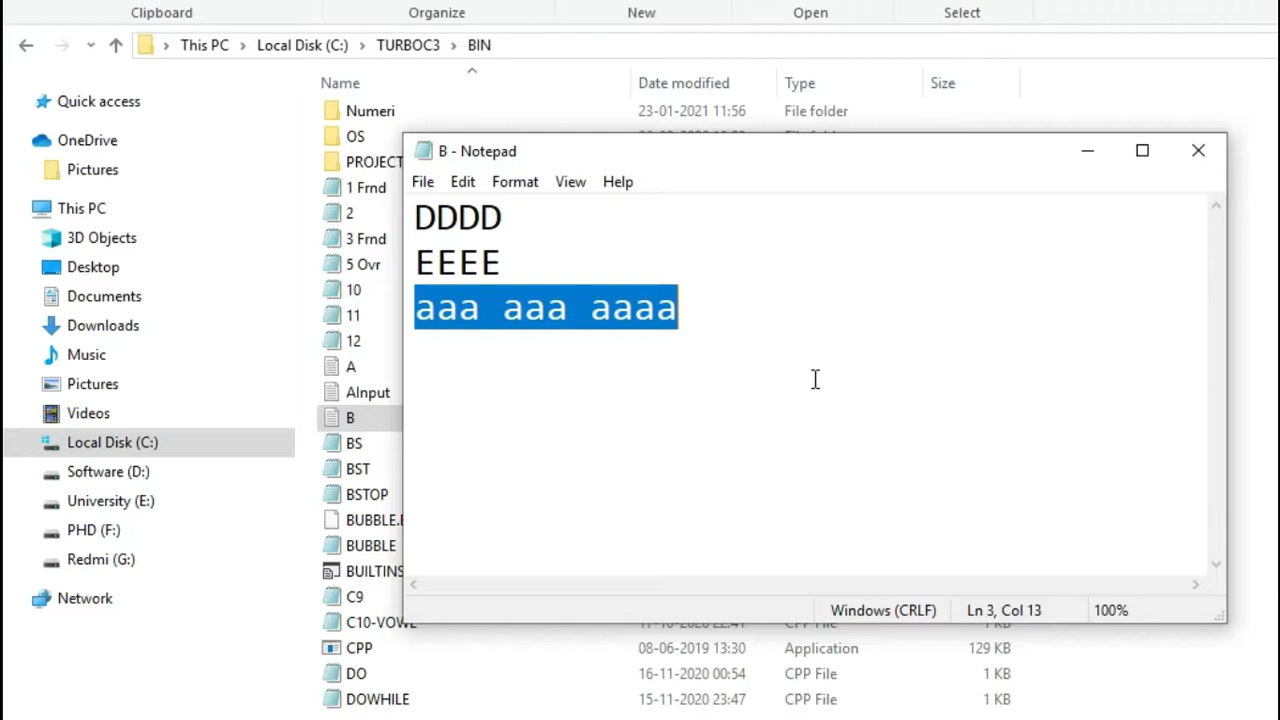 Clipboard Organize New Open Select
This PC Local Disk (C:) TURBOC3 BIN
Name Date modified Type Size
Quick access
OneDrive
Pictures
This PC
3D Objects
Desktop
Documents
Downloads
Music
Pictures
Videos
Local Disk (C:)
Software (D:)
University (E:)
PHD (F:)
Redmi (G:)
Network
Numeri 23-01-2021 11:56 File folder
OS
PROJECT
1 Frnd
2
3 Frnd
5 Ovr
10
11
12
A
AInput
B
BS
BST
BSTOP
BUBBLE.
BUBBLE
BUILTINS
C9
C10-VOWE
CPP 08-06-2019 13:30 Application 129 KB
DO 16-11-2020 00:54 CPP File 1 KB
DOWHILE 15-11-2020 23:47 CPP File 1 KB
B - Notepad
File Edit Format View Help
DDDD
EEEE
aaa aaa aaaa
Windows (CRLF) Ln 3, Col 13 100%